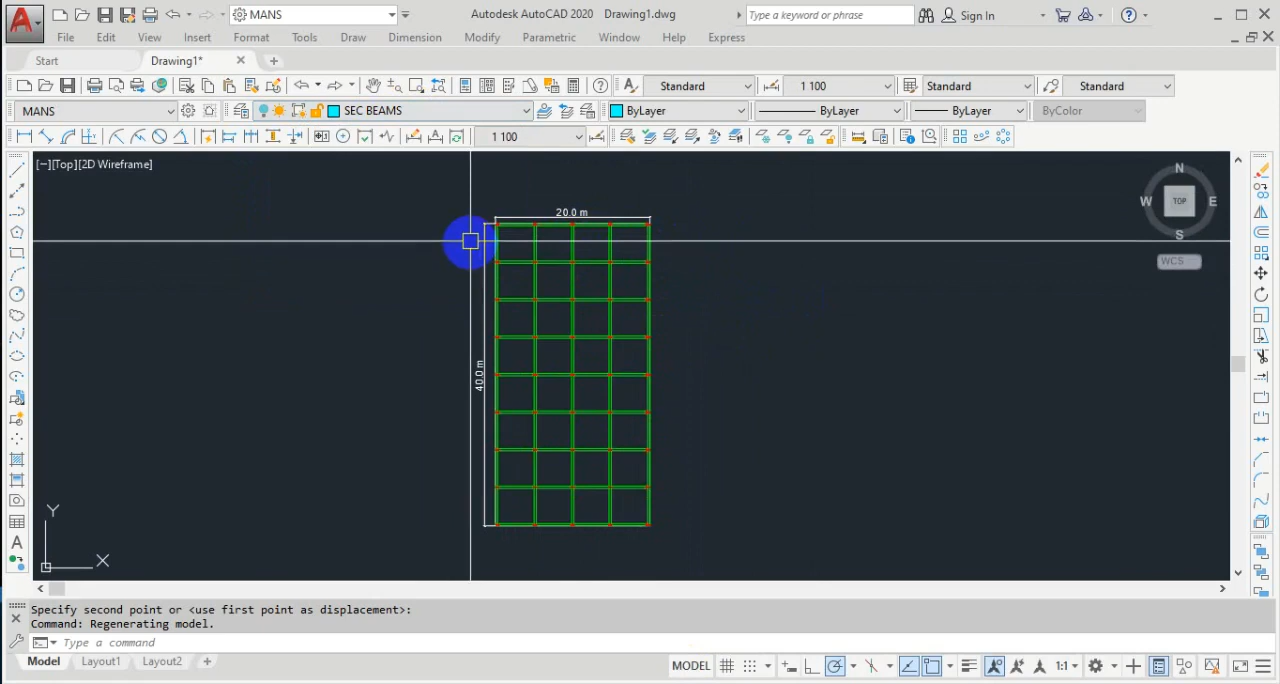 MANS
Autodesk AutoCAD 2020 Drawing1.dwg
Type a keyword or phrase
Sign In
File Edit View Insert Format Tools Draw Dimension Modify Parametric Window Help Express
Start
Drawing1*
Standard
1 100
Standard
Standard
MANS
SEC BEAMS
ByLayer
ByLayer
ByLayer
ByColor
1 100
[−][Top][2D Wireframe]
N
W
TOP
E
S
WCS
20.0 m
40.0 m
Y
X
Specify second point or <use first point as displacement>:
Command: Regenerating model.
Type a command
Model Layout1 Layout2
MODEL
1:1